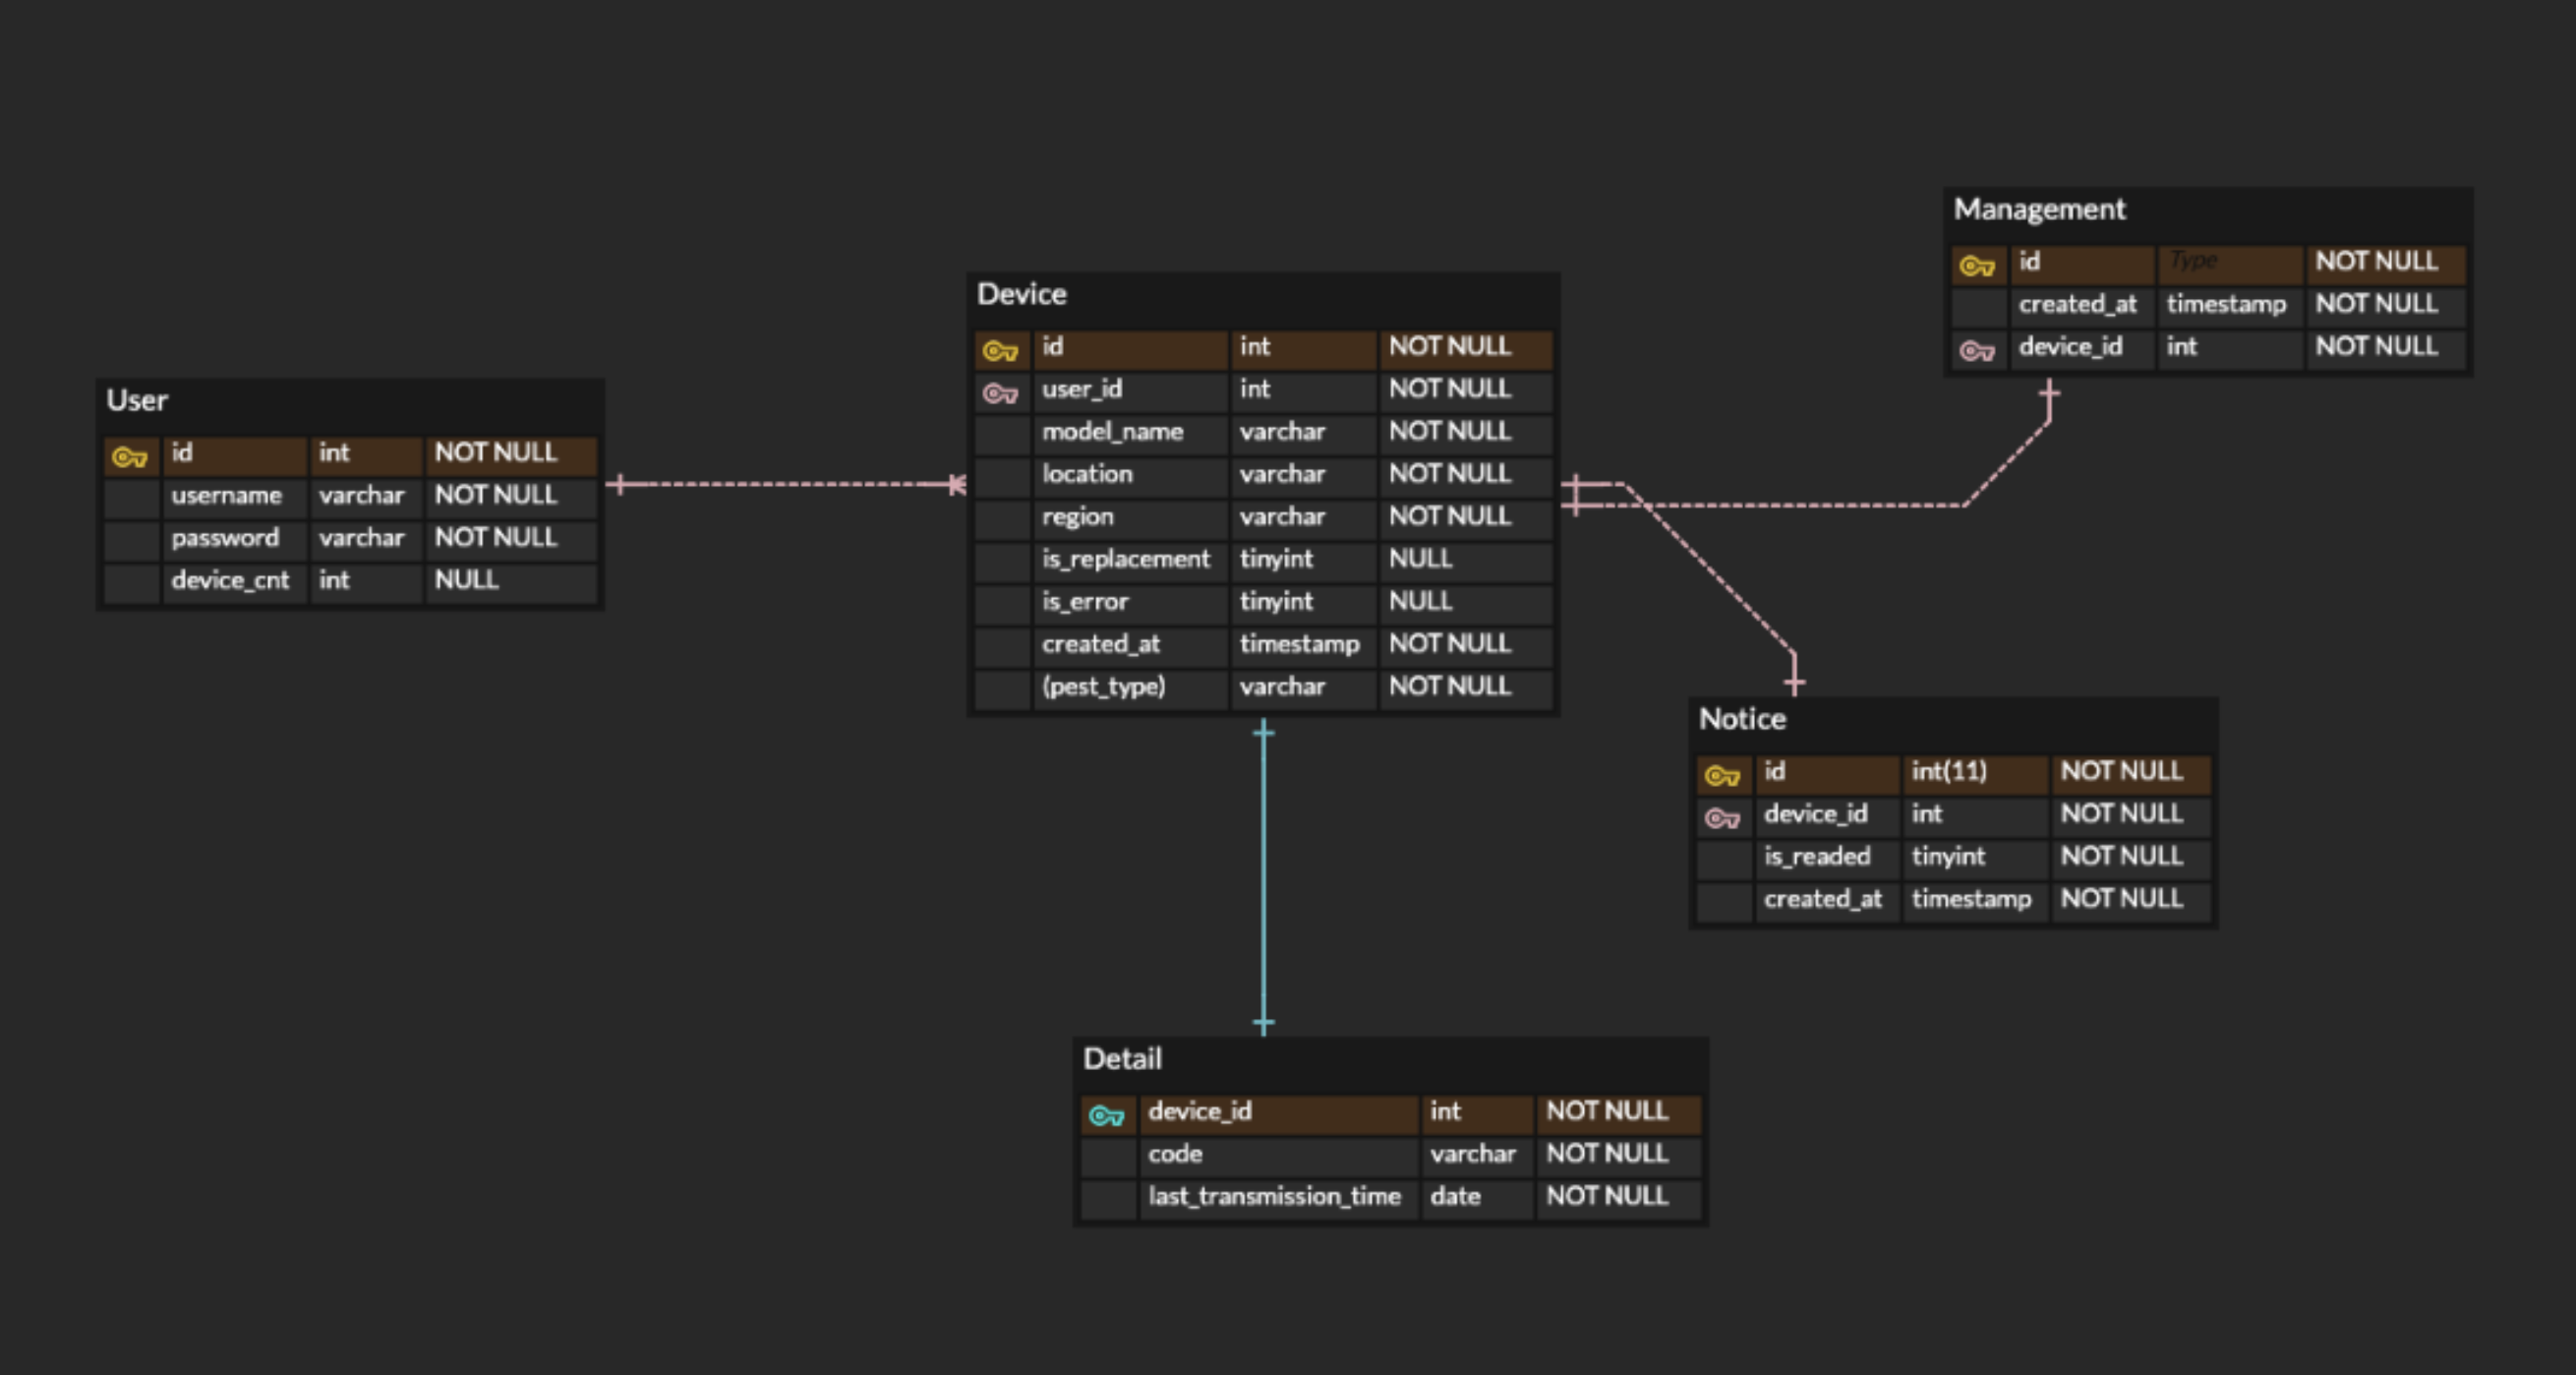 User
id int NOT NULL
username varchar NOT NULL
password varchar NOT NULL
device_cnt int NULL
Device
id int NOT NULL
user_id int NOT NULL
model_name varchar NOT NULL
location varchar NOT NULL
region varchar NOT NULL
is_replacement tinyint NULL
is_error tinyint NULL
created_at timestamp NOT NULL
(pest_type) varchar NOT NULL
Management
id Type NOT NULL
created_at timestamp NOT NULL
device_id int NOT NULL
Notice
id int(11) NOT NULL
device_id int NOT NULL
is_readed tinyint NOT NULL
created_at timestamp NOT NULL
Detail
device_id int NOT NULL
code varchar NOT NULL
last_transmission_time date NOT NULL